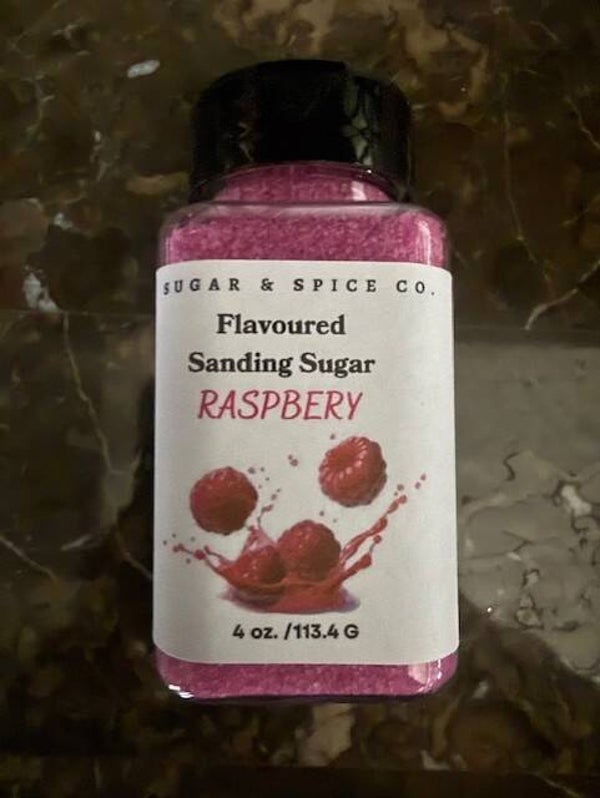 SUGAR & SPICE CO.
Flavoured
Sanding Sugar
RASPBERY
4 oz. /113.4 G